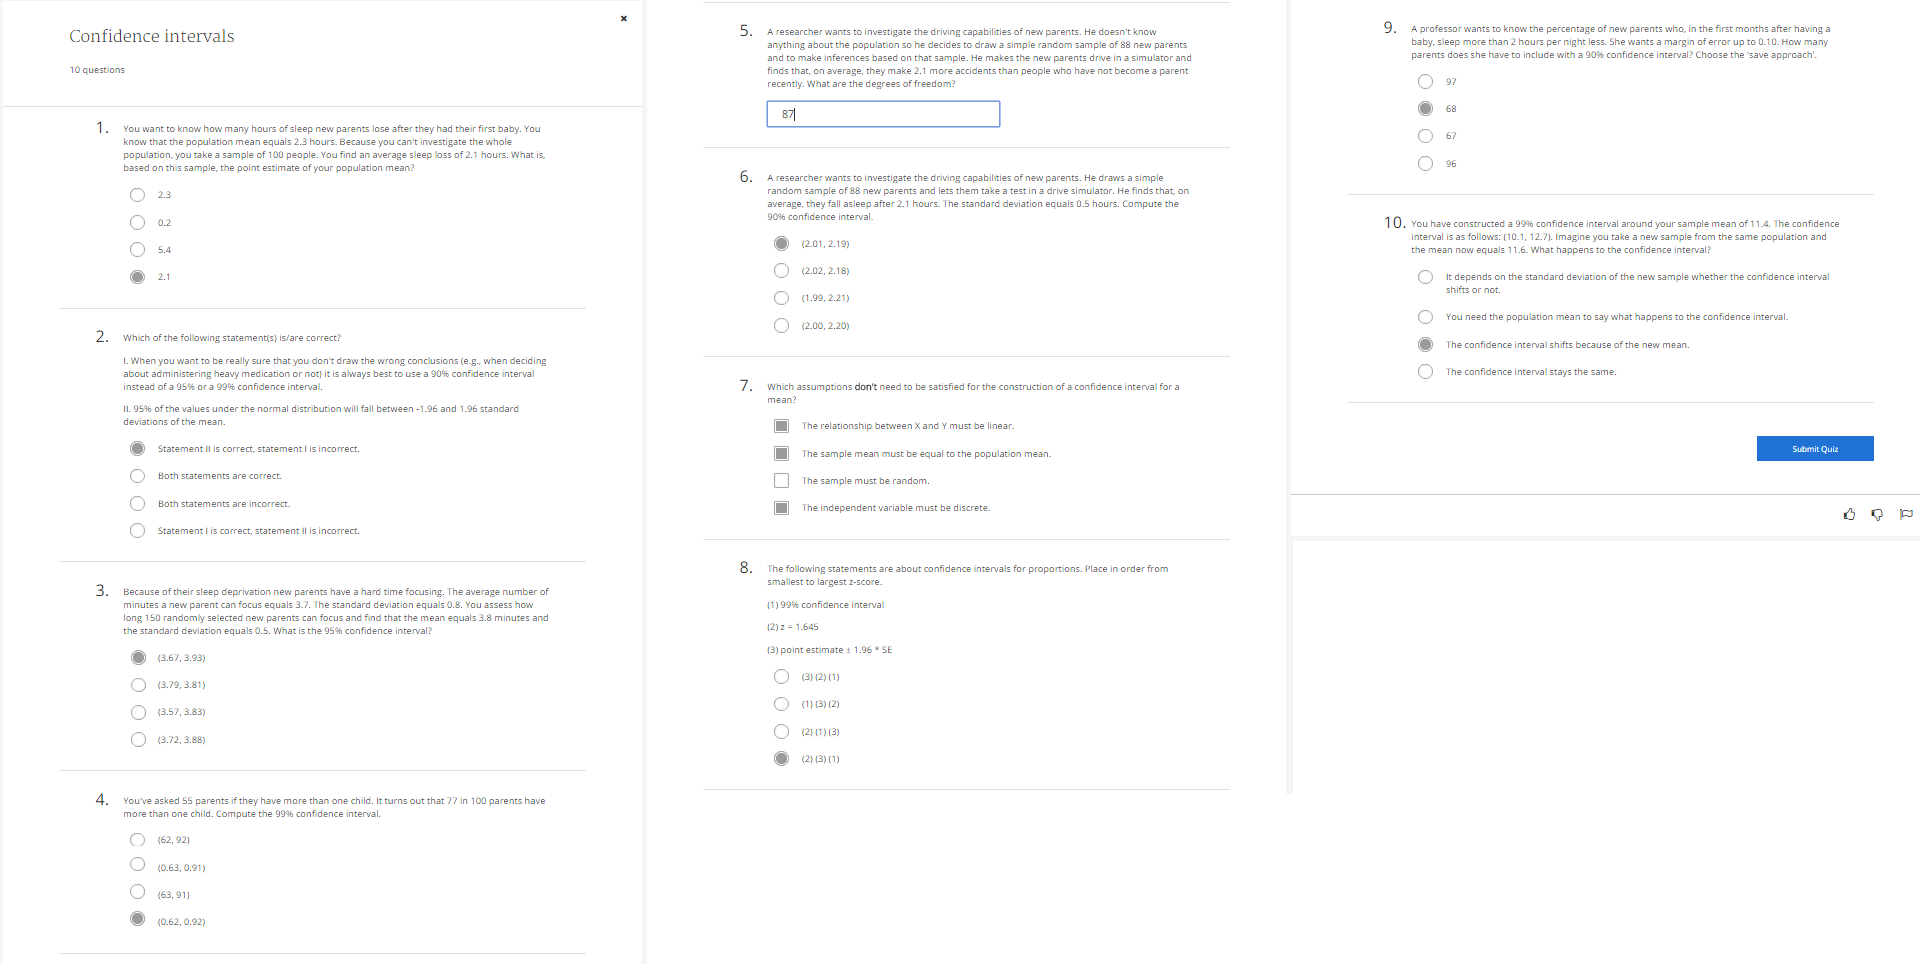 Confidence intervals
10 questions
1. You want to know how many hours of sleep new parents lose after they had their first baby. You
know that the population mean equals 2.3 hours. Because you can't investigate the whole
population, you take a sample of 100 people. You find an average sleep loss of 2.1 hours. What is,
based on this sample, the point estimate of your population mean?
2.3
0.2
5.4
2.1
2. Which of the following statement(s) is/are correct?
I. When you want to be really sure that you don't draw the wrong conclusions (e.g., when deciding
about administering heavy medication or not) it is always best to use a 90% confidence interval
instead of a 95% or a 99% confidence interval.
II. 95% of the values under the normal distribution will fall between -1.96 and 1.96 standard
deviations of the mean.
Statement II is correct, statement I is incorrect.
Both statements are correct.
Both statements are incorrect.
Statement I is correct, statement II is incorrect.
3. Because of their sleep deprivation new parents have a hard time focusing. The average number of
minutes a new parent can focus equals 3.7. The standard deviation equals 0.8. You assess how
long 150 randomly selected new parents can focus and find that the mean equals 3.8 minutes and
the standard deviation equals 0.5. What is the 95% confidence interval?
(3.67, 3.93)
(3.79, 3.81)
(3.57, 3.83)
(3.72, 3.88)
4. You've asked 55 parents if they have more than one child. It turns out that 77 in 100 parents have
more than one child. Compute the 99% confidence interval.
(62, 92)
(0.63, 0.91)
(63, 91)
(0.62, 0.92)
5. A researcher wants to investigate the driving capabilities of new parents. He doesn't know
anything about the population so he decides to draw a simple random sample of 88 new parents
and to make inferences based on that sample. He makes the new parents drive in a simulator and
finds that, on average, they make 2.1 more accidents than people who have not become a parent
recently. What are the degrees of freedom?
87
6. A researcher wants to investigate the driving capabilities of new parents. He draws a simple
random sample of 88 new parents and lets them take a test in a drive simulator. He finds that, on
average, they fall asleep after 2.1 hours. The standard deviation equals 0.5 hours. Compute the
90% confidence interval.
(2.01, 2.19)
(2.02, 2.18)
(1.99, 2.21)
(2.00, 2.20)
7. Which assumptions don't need to be satisfied for the construction of a confidence interval for a
mean?
The relationship between X and Y must be linear.
The sample mean must be equal to the population mean.
The sample must be random.
The independent variable must be discrete.
8. The following statements are about confidence intervals for proportions. Place in order from
smallest to largest z-score.
(1) 99% confidence interval
(2) z = 1.645
(3) point estimate ± 1.96 * SE
(3) (2) (1)
(1) (3) (2)
(2) (1) (3)
(2) (3) (1)
9. A professor wants to know the percentage of new parents who, in the first months after having a
baby, sleep more than 2 hours per night less. She wants a margin of error up to 0.10. How many
parents does she have to include with a 90% confidence interval? Choose the 'save approach'.
97
68
67
96
10. You have constructed a 99% confidence interval around your sample mean of 11.4. The confidence
interval is as follows: (10.1, 12.7). Imagine you take a new sample from the same population and
the mean now equals 11.6. What happens to the confidence interval?
It depends on the standard deviation of the new sample whether the confidence interval
shifts or not.
You need the population mean to say what happens to the confidence interval.
The confidence interval shifts because of the new mean.
The confidence interval stays the same.
Submit Quiz